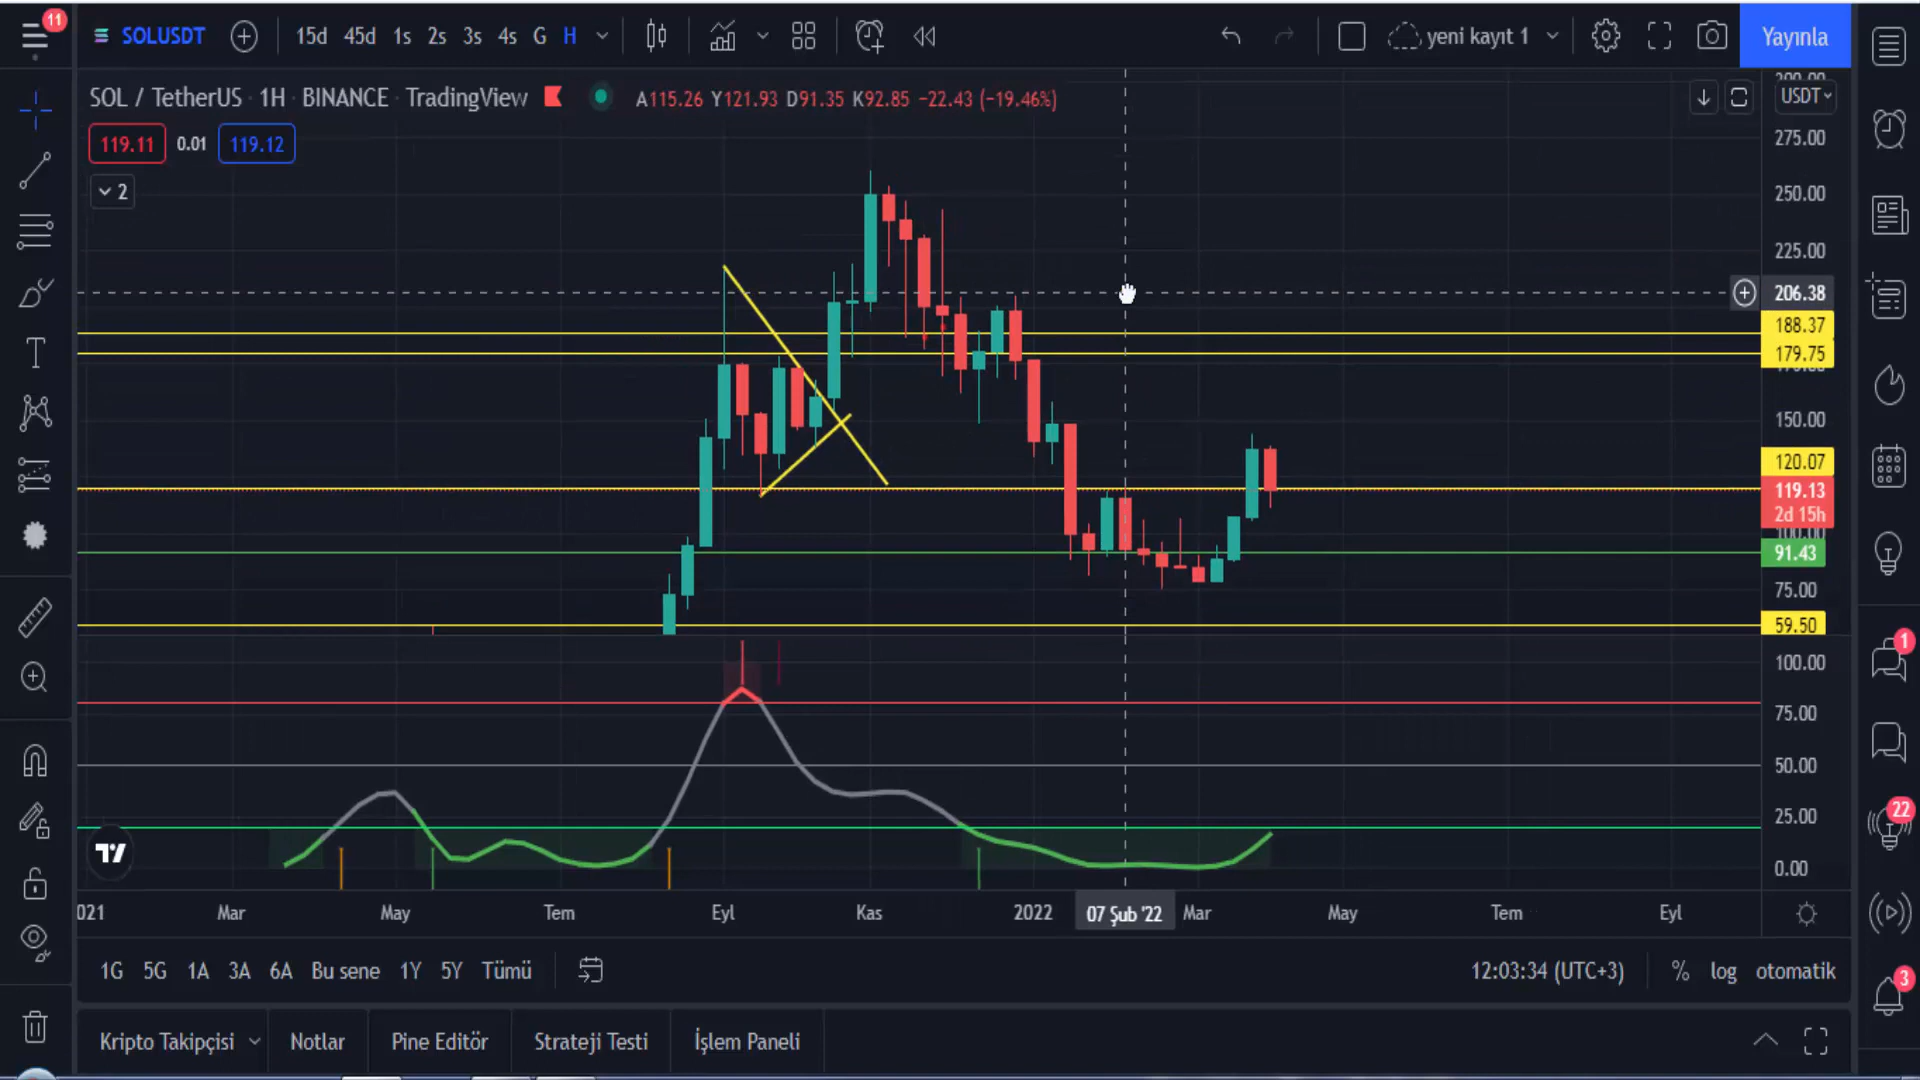 11
SOLUSDT 15d 45d 1s 2s 3s 4s G H yeni kayıt 1 Yayınla
SOL / TetherUS · 1H · BINANCE · TradingView A115.26 Y121.93 D91.35 K92.85 −22.43 (−19.46%)
USDT
119.11 0.01 119.12
2
275.00
250.00
225.00
206.38
188.37
179.75
150.00
120.07
119.13
2d 15h
91.43
75.00
59.50
100.00
75.00
50.00
25.00
0.00
1
22
3
021 Mar May Tem Eyl Kas 2022 07 Şub '22 Mar May Tem Eyl
1G 5G 1A 3A 6A Bu sene 1Y 5Y Tümü 12:03:34 (UTC+3) % log otomatik
Kripto Takipçisi Notlar Pine Editör Strateji Testi İşlem Paneli